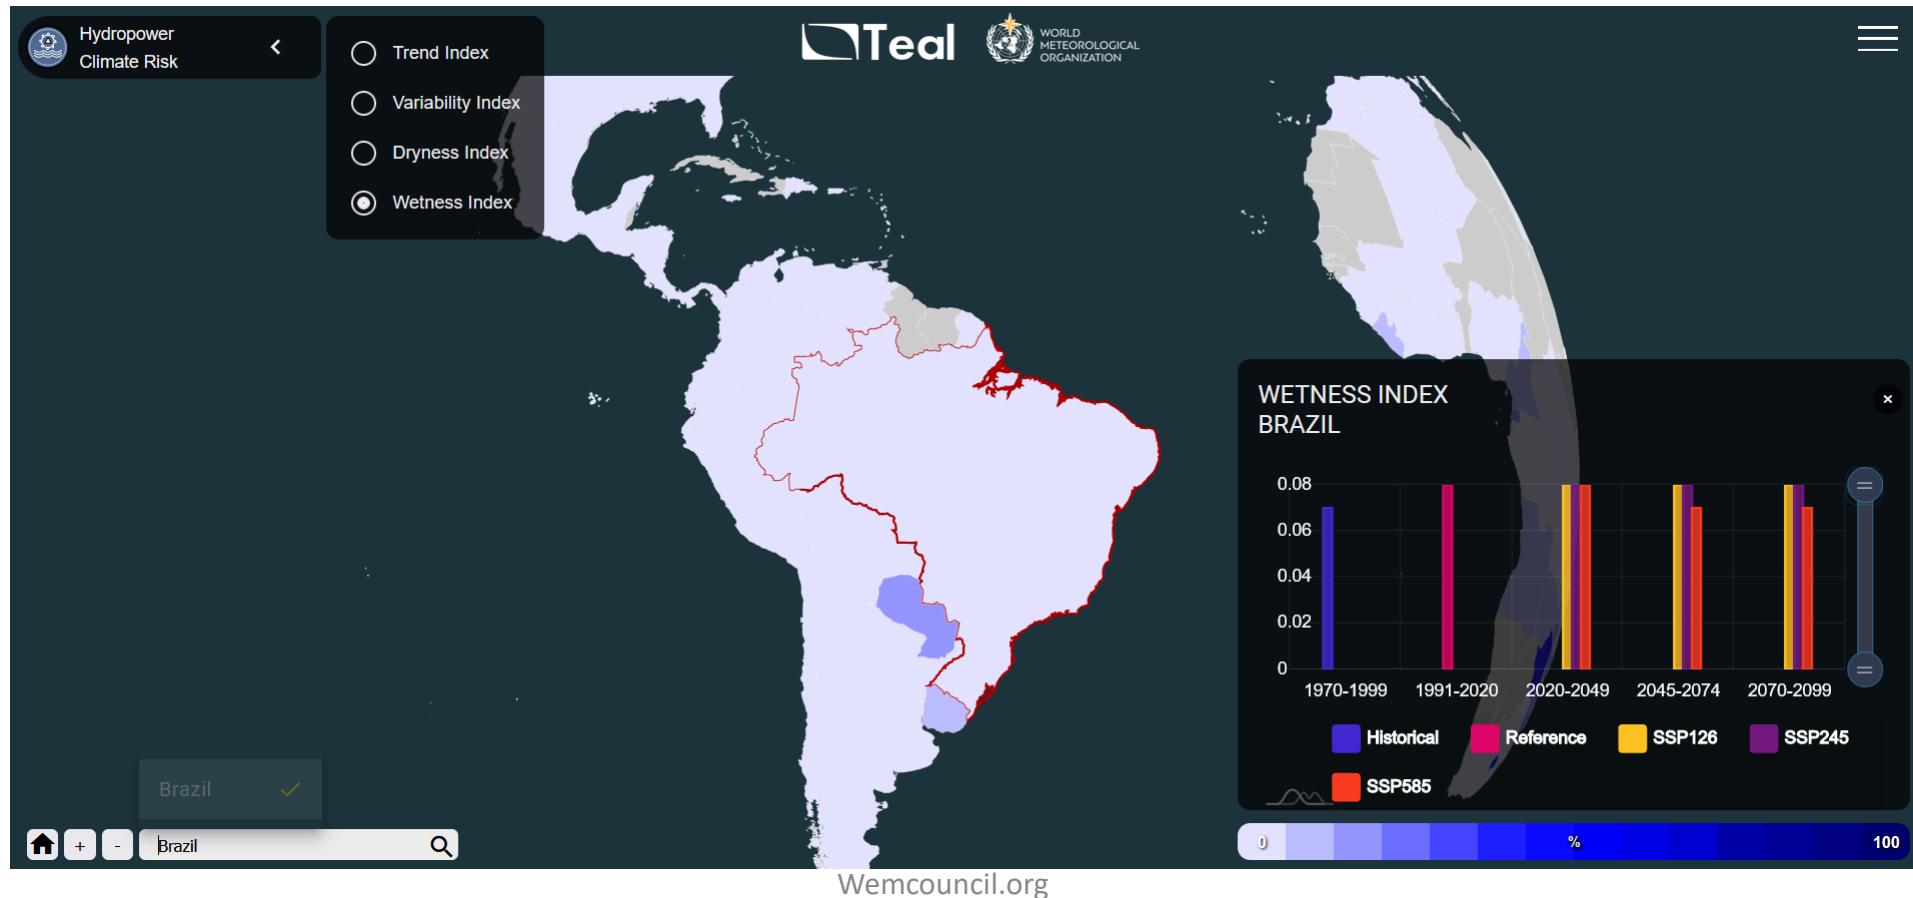 Hydropower
Climate Risk
Trend Index
Variability Index
Dryness Index
Wetness Index
Teal
WORLD
METEOROLOGICAL
ORGANIZATION
WETNESS INDEX
BRAZIL
0.08
0.06
0.04
0.02
0
1970-1999 1991-2020 2020-2049 2045-2074 2070-2099
Historical Reference SSP126 SSP245
SSP585
Brazil
+ - Brazil
0 % 100
Wemcouncil.org